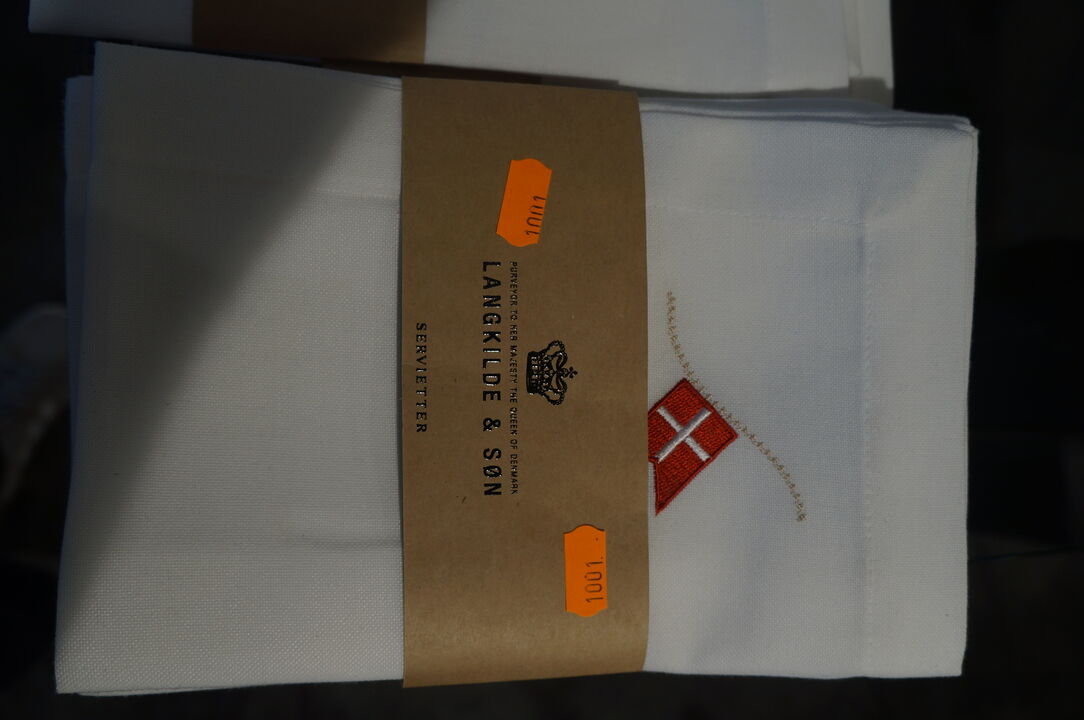 1001
PURVEYOR TO HER MAJESTY THE QUEEN OF DENMARK
LANGKILDE & SØN
SERVIETTER
1001.